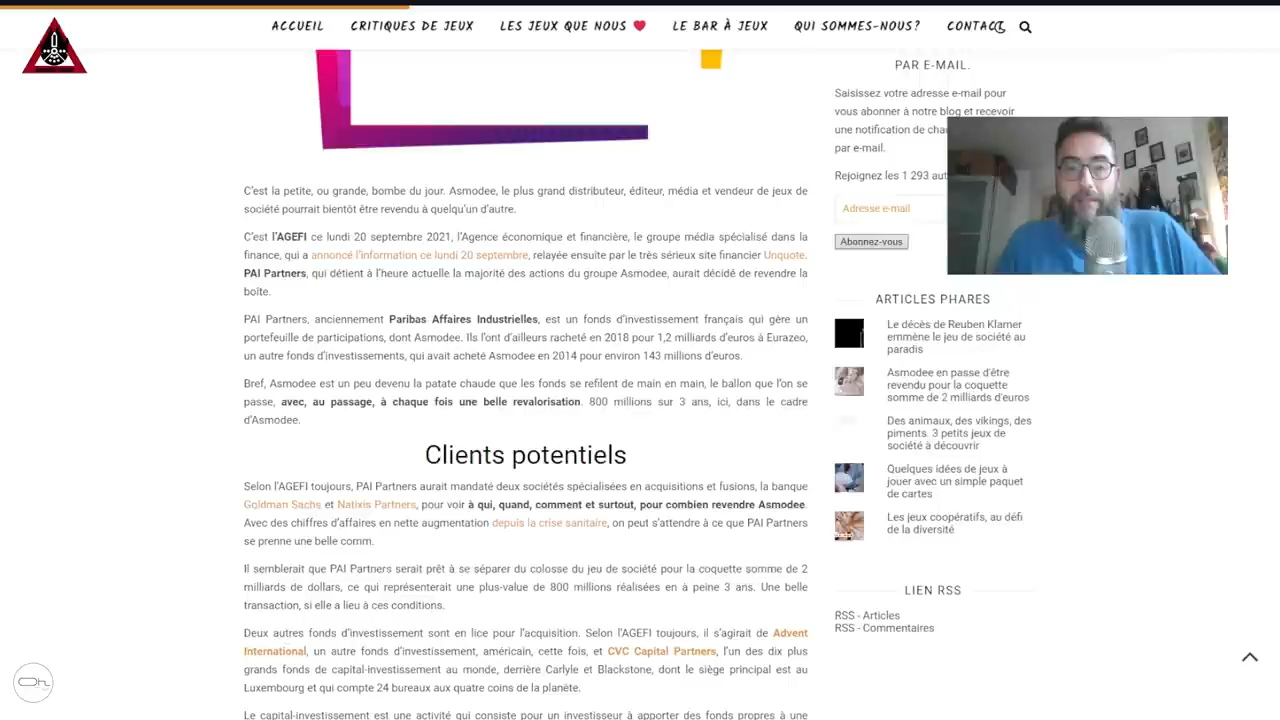 ACCUEIL CRITIQUES DE JEUX LES JEUX QUE NOUS LE BAR À JEUX QUI SOMMES-NOUS? CONTACT
C'est la petite, ou grande, bombe du jour. Asmodee, le plus grand distributeur, éditeur, média et vendeur de jeux de
société pourrait bientôt être revendu à quelqu'un d'autre.
C'est l'AGEFI ce lundi 20 septembre 2021, l'Agence économique et financière, le groupe média spécialisé dans la
finance, qui a annoncé l'information ce lundi 20 septembre, relayée ensuite par le très sérieux site financier Unquote.
PAI Partners, qui détient à l'heure actuelle la majorité des actions du groupe Asmodee, aurait décidé de revendre la
boîte.
PAI Partners, anciennement Paribas Affaires Industrielles, est un fonds d'investissement français qui gère un
portefeuille de participations, dont Asmodee. Ils l'ont d'ailleurs racheté en 2018 pour 1,2 milliards d'euros à Eurazeo,
un autre fonds d'investissements, qui avait acheté Asmodee en 2014 pour environ 143 millions d'euros.
Bref, Asmodee est un peu devenu la patate chaude que les fonds se refilent de main en main, le ballon que l'on se
passe, avec, au passage, à chaque fois une belle revalorisation. 800 millions sur 3 ans, ici, dans le cadre
d'Asmodee.
Clients potentiels
Selon l'AGEFI toujours, PAI Partners aurait mandaté deux sociétés spécialisées en acquisitions et fusions, la banque
Goldman Sachs et Natixis Partners, pour voir à qui, quand, comment et surtout, pour combien revendre Asmodee.
Avec des chiffres d'affaires en nette augmentation depuis la crise sanitaire, on peut s'attendre à ce que PAI Partners
se prenne une belle comm.
Il semblerait que PAI Partners serait prêt à se séparer du colosse du jeu de société pour la coquette somme de 2
milliards de dollars, ce qui représenterait une plus-value de 800 millions réalisées en à peine 3 ans. Une belle
transaction, si elle a lieu à ces conditions.
Deux autres fonds d'investissement sont en lice pour l'acquisition. Selon l'AGEFI toujours, il s'agirait de Advent
International, un autre fonds d'investissement, américain, cette fois, et CVC Capital Partners, l'un des dix plus
grands fonds de capital-investissement au monde, derrière Carlyle et Blackstone, dont le siège principal est au
Luxembourg et qui compte 24 bureaux aux quatre coins de la planète.
Le capital-investissement est une activité qui consiste pour un investisseur à apporter des fonds propres à une
PAR E-MAIL.
Saisissez votre adresse e-mail pour
vous abonner à notre blog et recevoir
une notification de
par e-mail.
Rejoignez les 1 293
Adresse e-mail
Abonnez-vous
ARTICLES PHARES
Le décès de Reuben Klamer
emmène le jeu de société au
paradis
Asmodee en passe d'être
revendu pour la coquette
somme de 2 milliards d'euros
Des animaux, des vikings, des
piments. 3 petits jeux de
société à découvrir
Quelques idées de jeux à
jouer avec un simple paquet
de cartes
Les jeux coopératifs, au défi
de la diversité
LIEN RSS
RSS - Articles
RSS - Commentaires